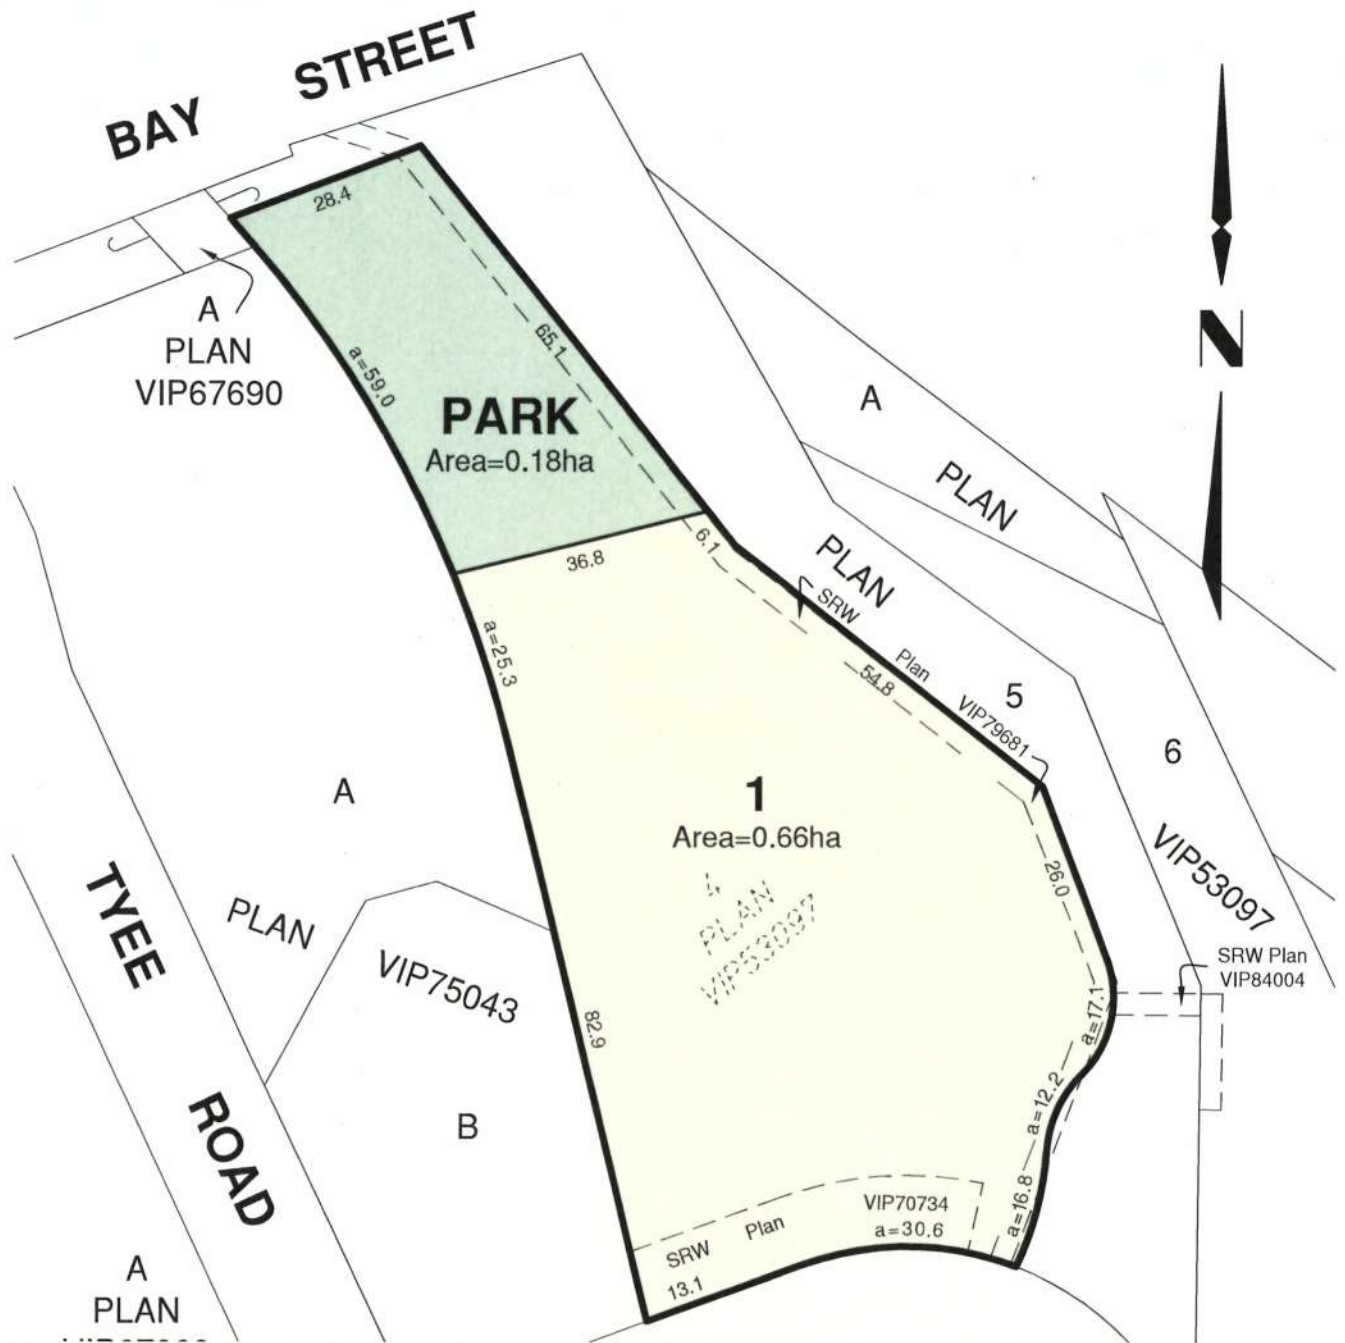 BAY STREET
28.4
A
PLAN
VIP67690
a=59.0
65.1
PARK
Area=0.18ha
36.8
6.1
N
A
PLAN
PLAN
SRW
Plan
VIP79681
54.8
5
6
VIP53097
a=25.3
A
1
Area=0.66ha
4
PLAN
VIP53097
26.0
SRW Plan
VIP84004
TYEE ROAD
PLAN
VIP75043
82.9
a=17.1
a=12.2
B
a=16.8
SRW Plan
VIP70734
a=30.6
13.1
A
PLAN